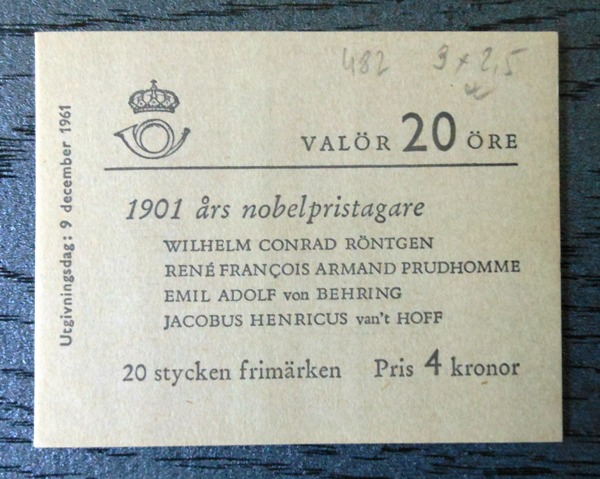 482 9 x 2,5
VALÖR 20 ÖRE
Utgivningsdag: 9 december 1961
1901 års nobelpristagare
WILHELM CONRAD RÖNTGEN
RENÉ FRANÇOIS ARMAND PRUDHOMME
EMIL ADOLF von BEHRING
JACOBUS HENRICUS van't HOFF
20 stycken frimärken Pris 4 kronor